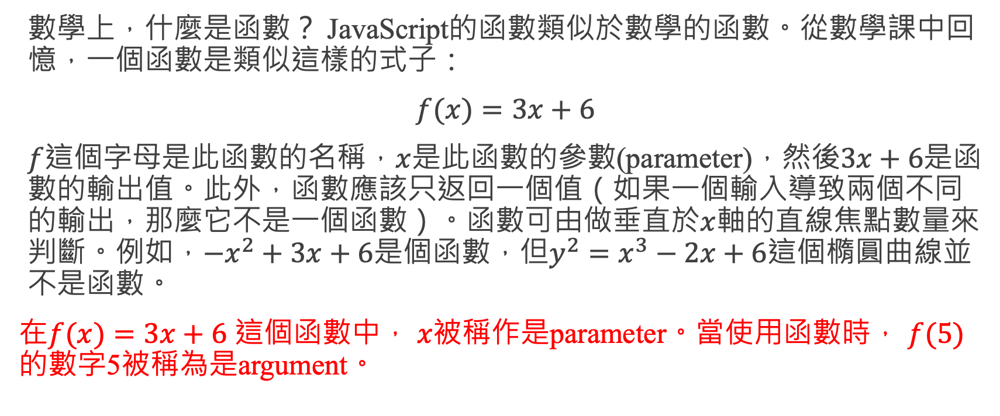 數學上，什麼是函數？ JavaScript的函數類似於數學的函數。從數學課中回
憶，一個函數是類似這樣的式子：
f(x) = 3x + 6
f這個字母是此函數的名稱，x是此函數的參數(parameter)，然後3x + 6是函
數的輸出值。此外，函數應該只返回一個值（如果一個輸入導致兩個不同
的輸出，那麼它不是一個函數）。函數可由做垂直於x軸的直線焦點數量來
判斷。例如，−x² + 3x + 6是個函數，但y² = x³ − 2x + 6這個橢圓曲線並
不是函數。
在f(x) = 3x + 6 這個函數中， x被稱作是parameter。當使用函數時， f(5)
的數字5被稱為是argument。